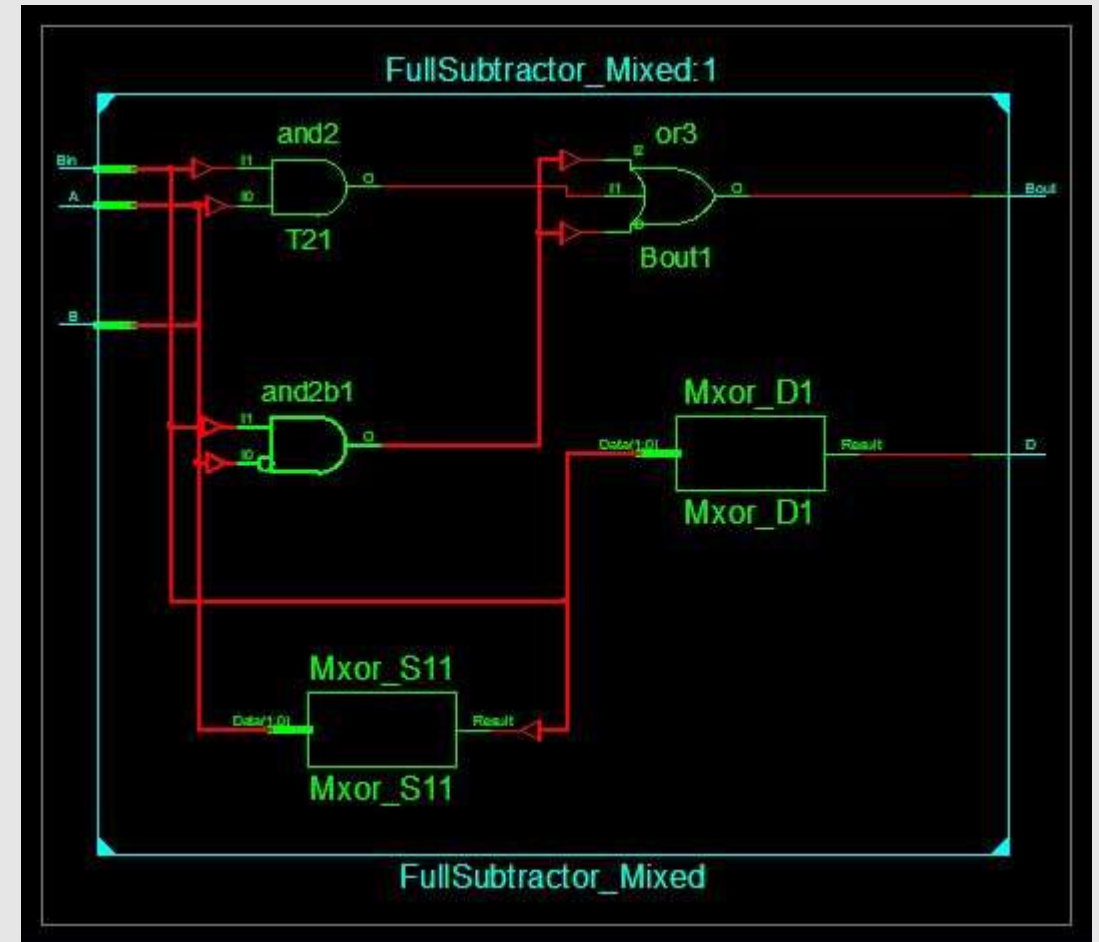 FullSubtractor_Mixed:1
and2
or3
Bin
I1
I2
A
I0
O
I1
O
Bout
T21
Bout1
B
and2b1
Mxor_D1
I1
I0
O
Data(1:0)
Result
D
Mxor_D1
Mxor_S11
Data(1:0)
Result
Mxor_S11
FullSubtractor_Mixed